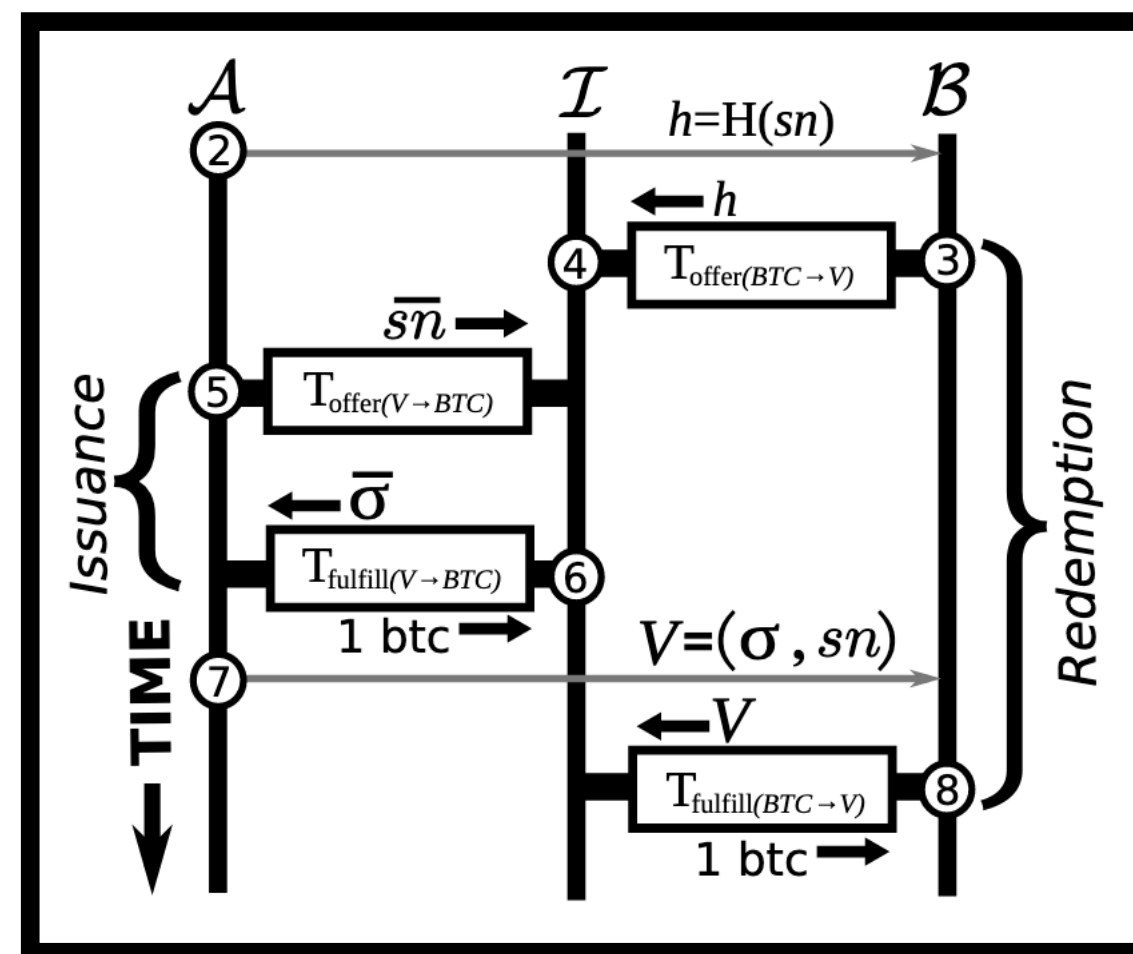 𝒜 ℐ ℬ
h=H(sn)
2
h
4 T_offer(BTC→V) 3
s̅n̅
5 T_offer(V→BTC)
Issuance
Redemption
σ̅
T_fulfill(V→BTC) 6
1 btc
TIME
V=(σ, sn)
7
V
T_fulfill(BTC→V) 8
1 btc